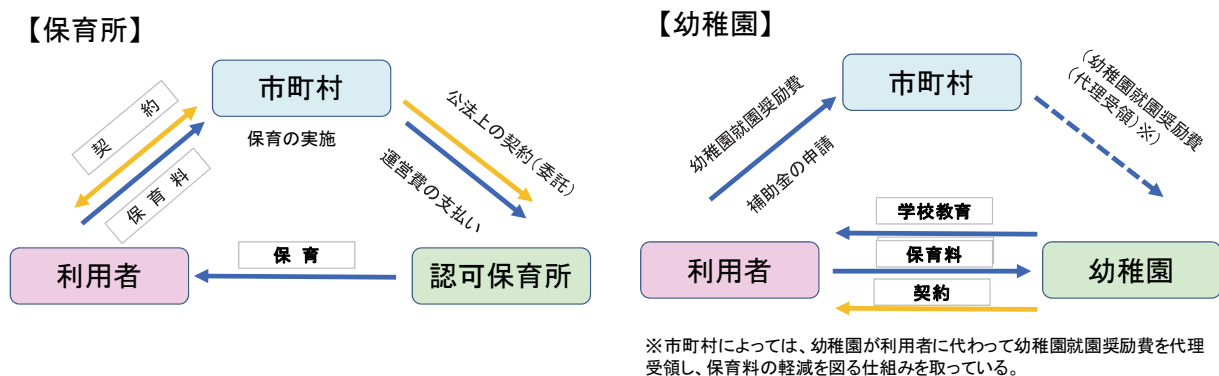 【保育所】
市町村
契 約
保 育 料
保育の実施
公法上の契約(委託)
運営費の支払い
利用者
保 育
認可保育所
【幼稚園】
市町村
幼稚園就園奨励費
補助金の申請
(幼稚園就園奨励費
(代理受領)※)
利用者
学校教育
保育料
契約
幼稚園
※市町村によっては、幼稚園が利用者に代わって幼稚園就園奨励費を代理
受領し、保育料の軽減を図る仕組みを取っている。